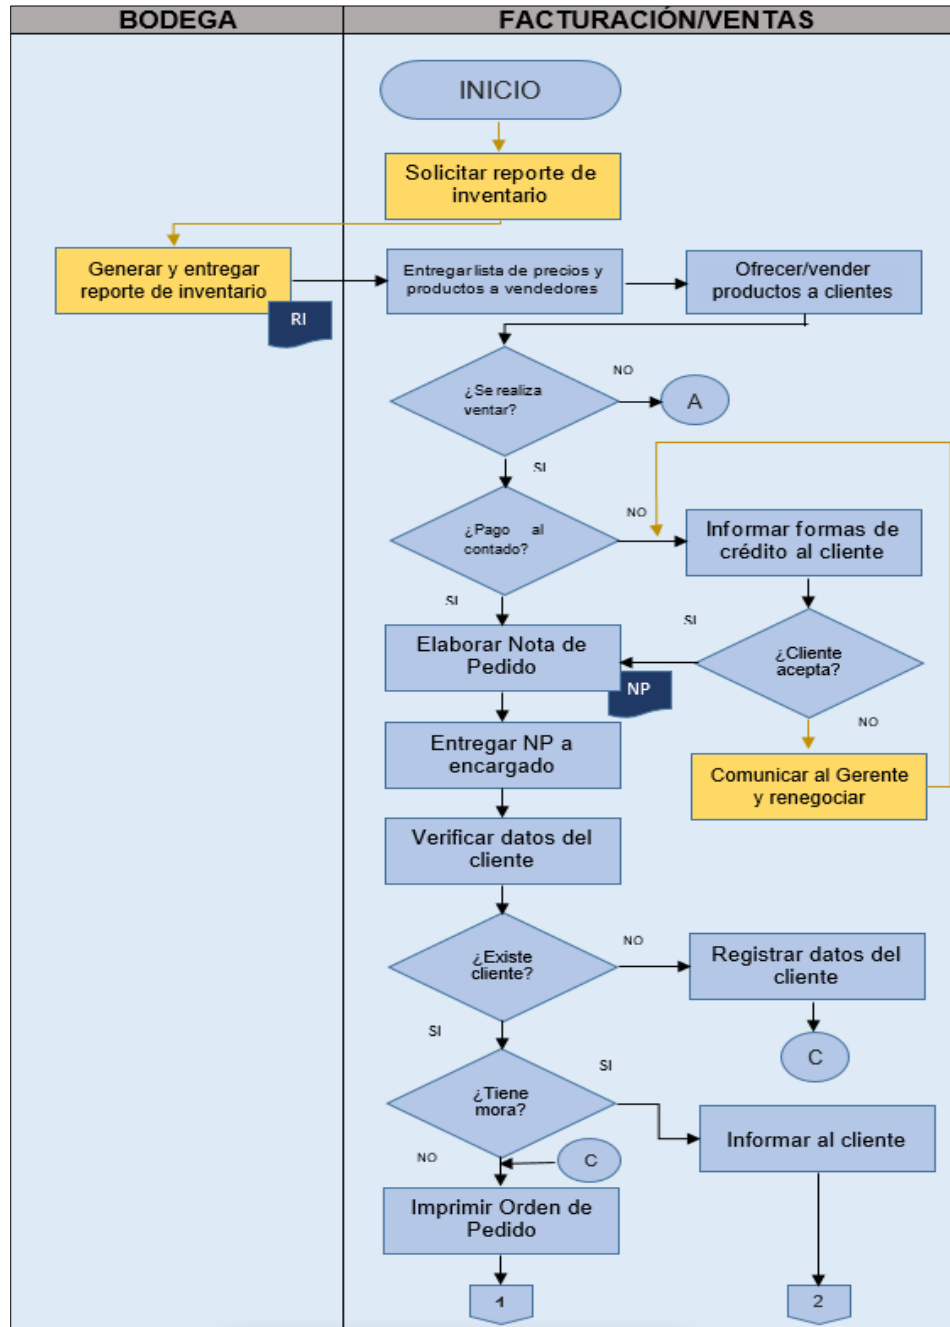 BODEGA
FACTURACIÓN/VENTAS
INICIO
Solicitar reporte de
inventario
Generar y entregar
reporte de inventario
RI
Entregar lista de precios y
productos a vendedores
Ofrecer/vender
productos a clientes
¿Se realiza
ventar?
NO
A
SI
¿Pago al
contado?
NO
Informar formas de
crédito al cliente
SI
SI
Elaborar Nota de
Pedido
NP
¿Cliente
acepta?
NO
Entregar NP a
encargado
Comunicar al Gerente
y renegociar
Verificar datos del
cliente
¿Existe
cliente?
NO
Registrar datos del
cliente
C
SI
¿Tiene
mora?
SI
Informar al cliente
NO
C
Imprimir Orden de
Pedido
1
2